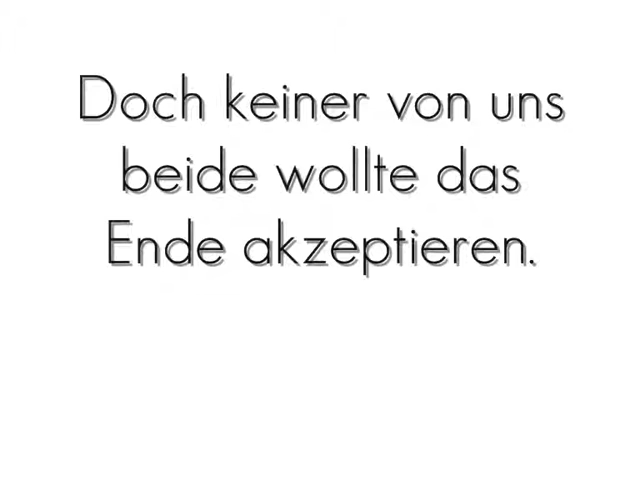 Doch keiner von uns
beide wollte das
Ende akzeptieren.